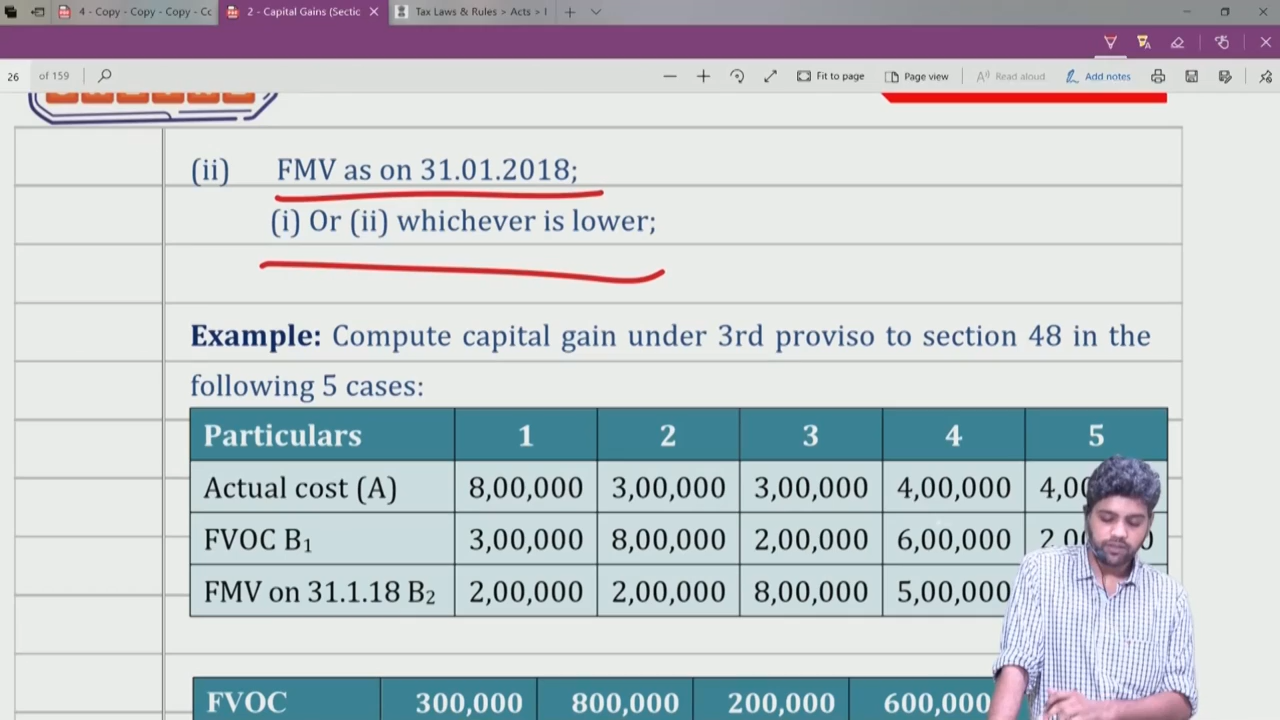 4 - Copy - Copy - Copy - Cc
2 - Capital Gains (Sectic
Tax Laws & Rules > Acts > I
26 of 159
Fit to page
Page view
Read aloud
Add notes
(ii) FMV as on 31.01.2018;
(i) Or (ii) whichever is lower;
Example: Compute capital gain under 3rd proviso to section 48 in the
following 5 cases:
Particulars 1 2 3 4 5
Actual cost (A) 8,00,000 3,00,000 3,00,000 4,00,000
FVOC B₁ 3,00,000 8,00,000 2,00,000 6,00,000
FMV on 31.1.18 B₂ 2,00,000 2,00,000 8,00,000 5,00,000
FVOC 300,000 800,000 200,000 600,000